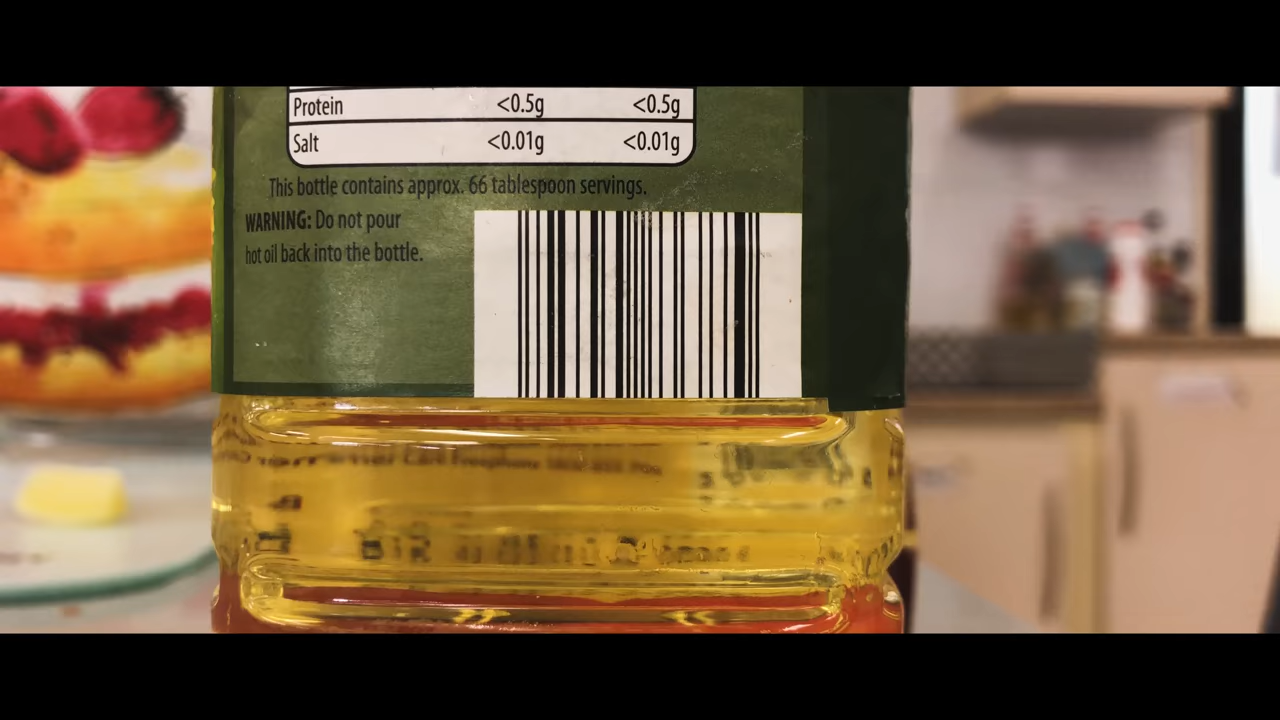 Protein <0.5g <0.5g
Salt <0.01g <0.01g
This bottle contains approx. 66 tablespoon servings.
WARNING: Do not pour
hot oil back into the bottle.